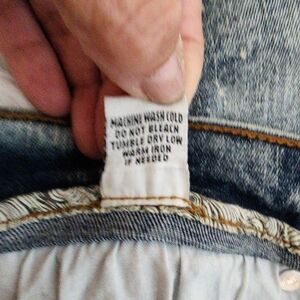 MACHINE WASH COLD
DO NOT BLEACH
TUMBLE DRY LOW
WARM IRON
IF NEEDED